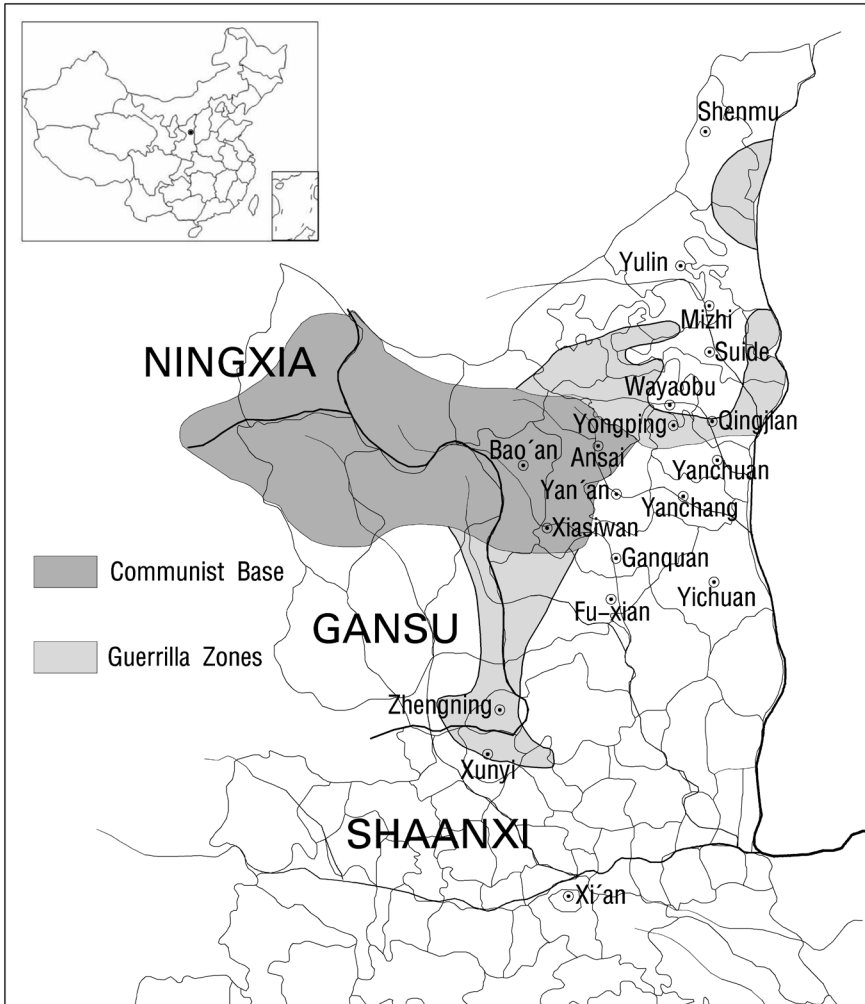 Shenmu
Yulin
Mizhi
NINGXIA
Suide
Wayaobu
Yongping
Qingjian
Bao´an
Ansai
Yanchuan
Yan´an
Yanchang
Xiasiwan
Communist Base
Ganquan
Yichuan
Fu-xian
GANSU
Guerrilla Zones
Zhengning
Xunyi
SHAANXI
Xi´an